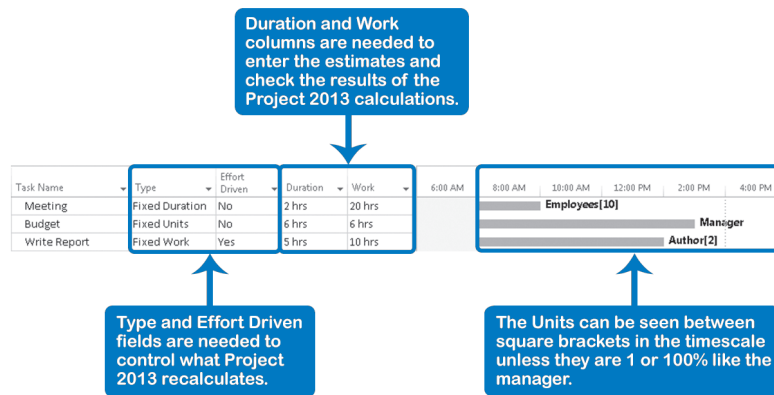 Duration and Work
columns are needed to
enter the estimates and
check the results of the
Project 2013 calculations.
Task Name Type Effort Driven Duration Work 6:00 AM 8:00 AM 10:00 AM 12:00 PM 2:00 PM 4:00 PM
Meeting Fixed Duration No 2 hrs 20 hrs Employees[10]
Budget Fixed Units No 6 hrs 6 hrs Manager
Write Report Fixed Work Yes 5 hrs 10 hrs Author[2]
Type and Effort Driven
fields are needed to
control what Project
2013 recalculates.
The Units can be seen between
square brackets in the timescale
unless they are 1 or 100% like the
manager.